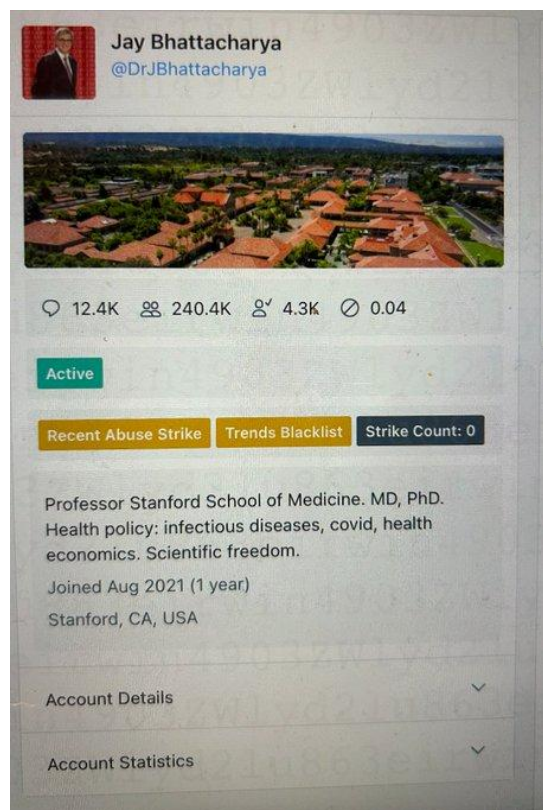 Jay Bhattacharya
@DrJBhattacharya
12.4K 240.4K 4.3K 0.04
Active
Recent Abuse Strike Trends Blacklist Strike Count: 0
Professor Stanford School of Medicine. MD, PhD.
Health policy: infectious diseases, covid, health
economics. Scientific freedom.
Joined Aug 2021 (1 year)
Stanford, CA, USA
Account Details
Account Statistics